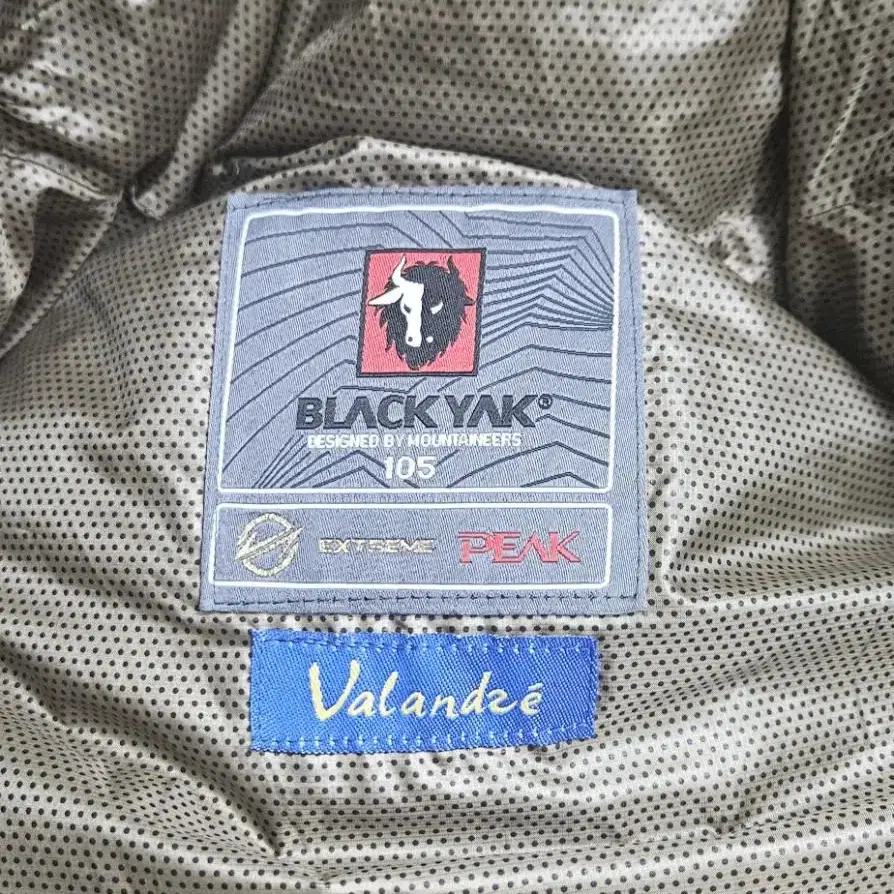 BLACK YAK®
DESIGNED BY MOUNTAINEERS
105
EXTREME PEAK
Valandré